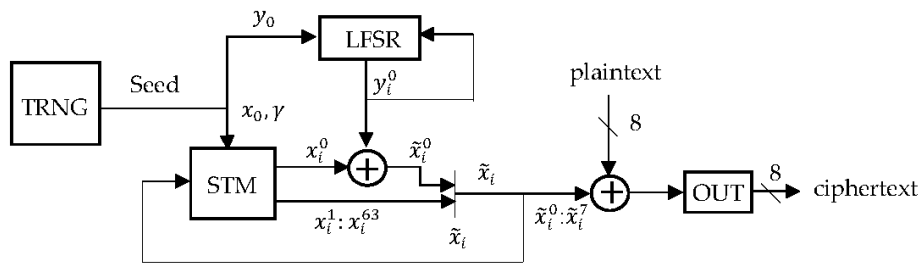 y₀
LFSR
Seed
yᵢ⁰
plaintext
TRNG
x₀, γ
8
xᵢ⁰
x̃ᵢ⁰
x̃ᵢ
8
STM
OUT
ciphertext
xᵢ¹: xᵢ⁶³
x̃ᵢ
x̃ᵢ⁰: x̃ᵢ⁷